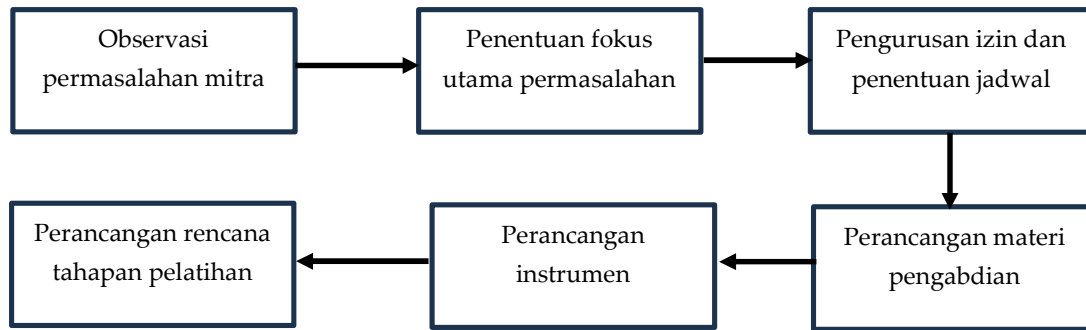 Observasi
permasalahan mitra
Penentuan fokus
utama permasalahan
Pengurusan izin dan
penentuan jadwal
Perancangan materi
pengabdian
Perancangan
instrumen
Perancangan rencana
tahapan pelatihan